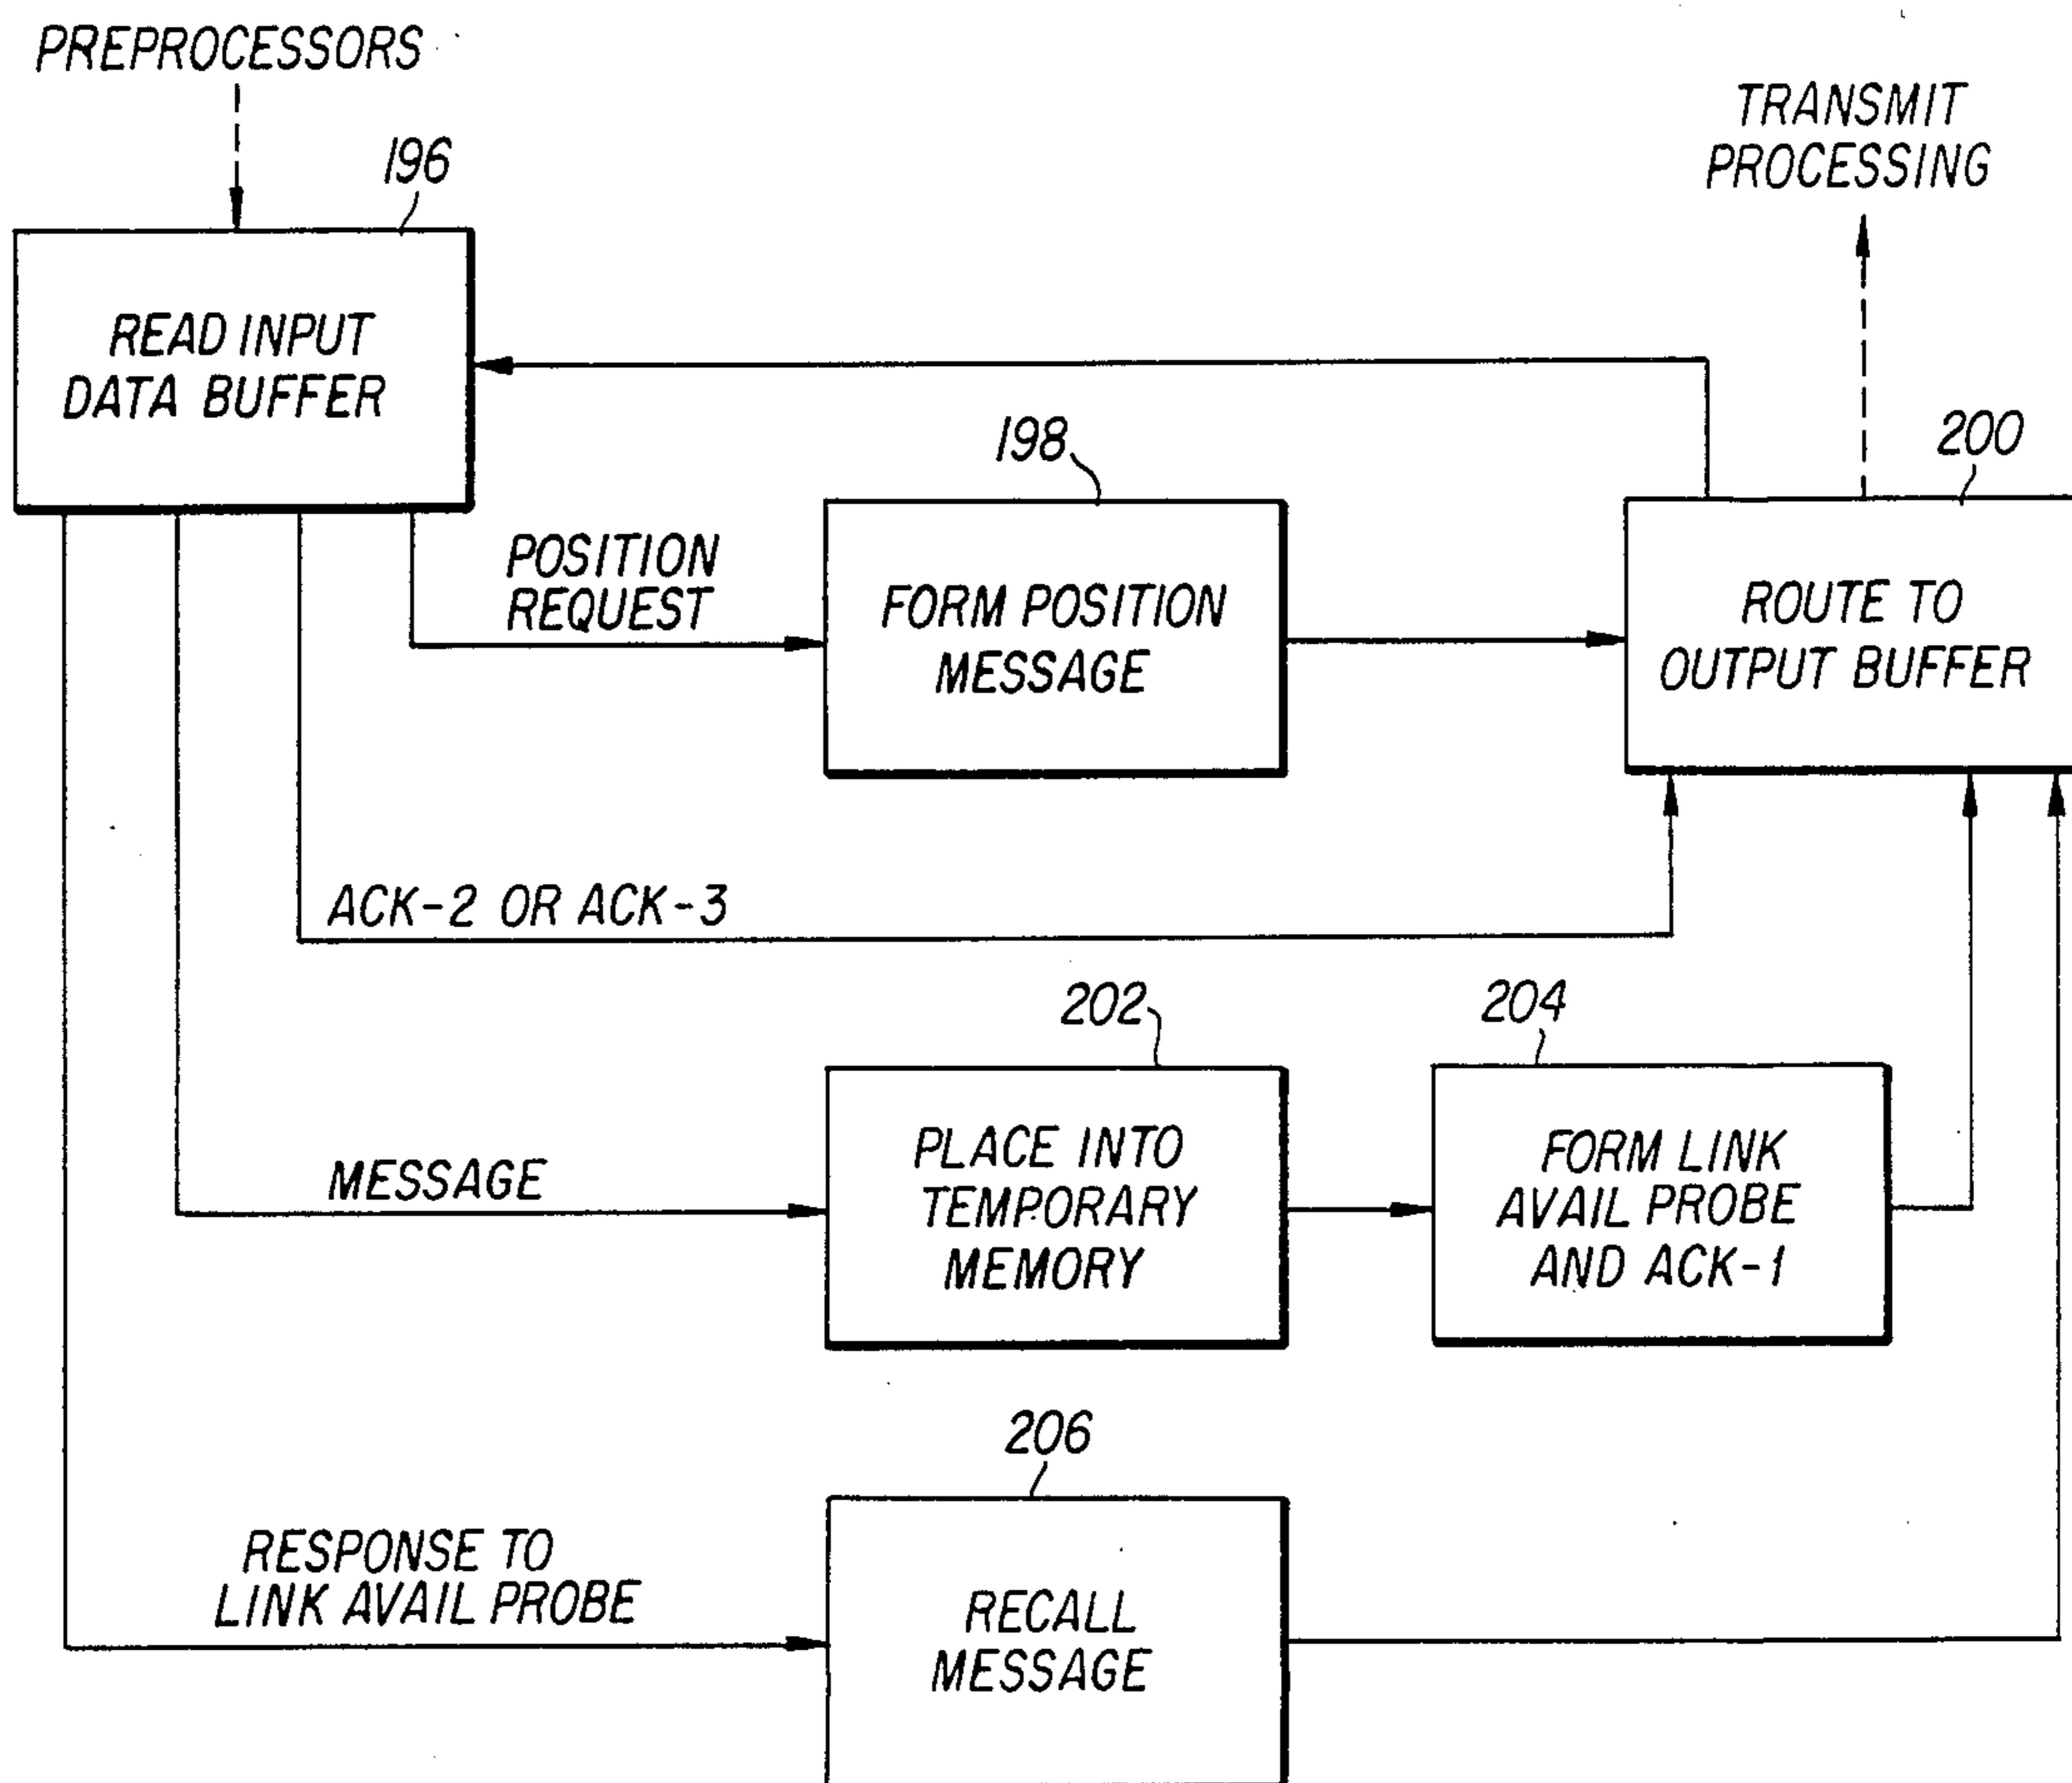 PREPROCESSORS
196
READ INPUT
DATA BUFFER
TRANSMIT
PROCESSING
200
ROUTE TO
OUTPUT BUFFER
198
POSITION
REQUEST
FORM POSITION
MESSAGE
ACK-2 OR ACK-3
202
204
MESSAGE
PLACE INTO
TEMPORARY
MEMORY
FORM LINK
AVAIL PROBE
AND ACK-1
206
RESPONSE TO
LINK AVAIL PROBE
RECALL
MESSAGE